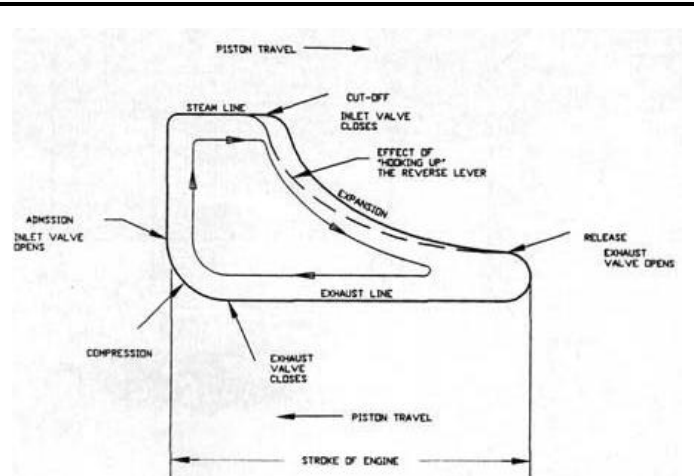 PISTON TRAVEL
CUT-OFF
STEAM LINE
INLET VALVE
CLOSES
EFFECT OF
"HOOKING UP"
THE REVERSE LEVER
EXPANSION
ADMSSION
INLET VALVE
OPENS
RELEASE
EXHAUST
VALVE OPENS
EXHAUST LINE
COMPRESSION
EXHAUST
VALVE
CLOSES
PISTON TRAVEL
STROKE OF ENGINE